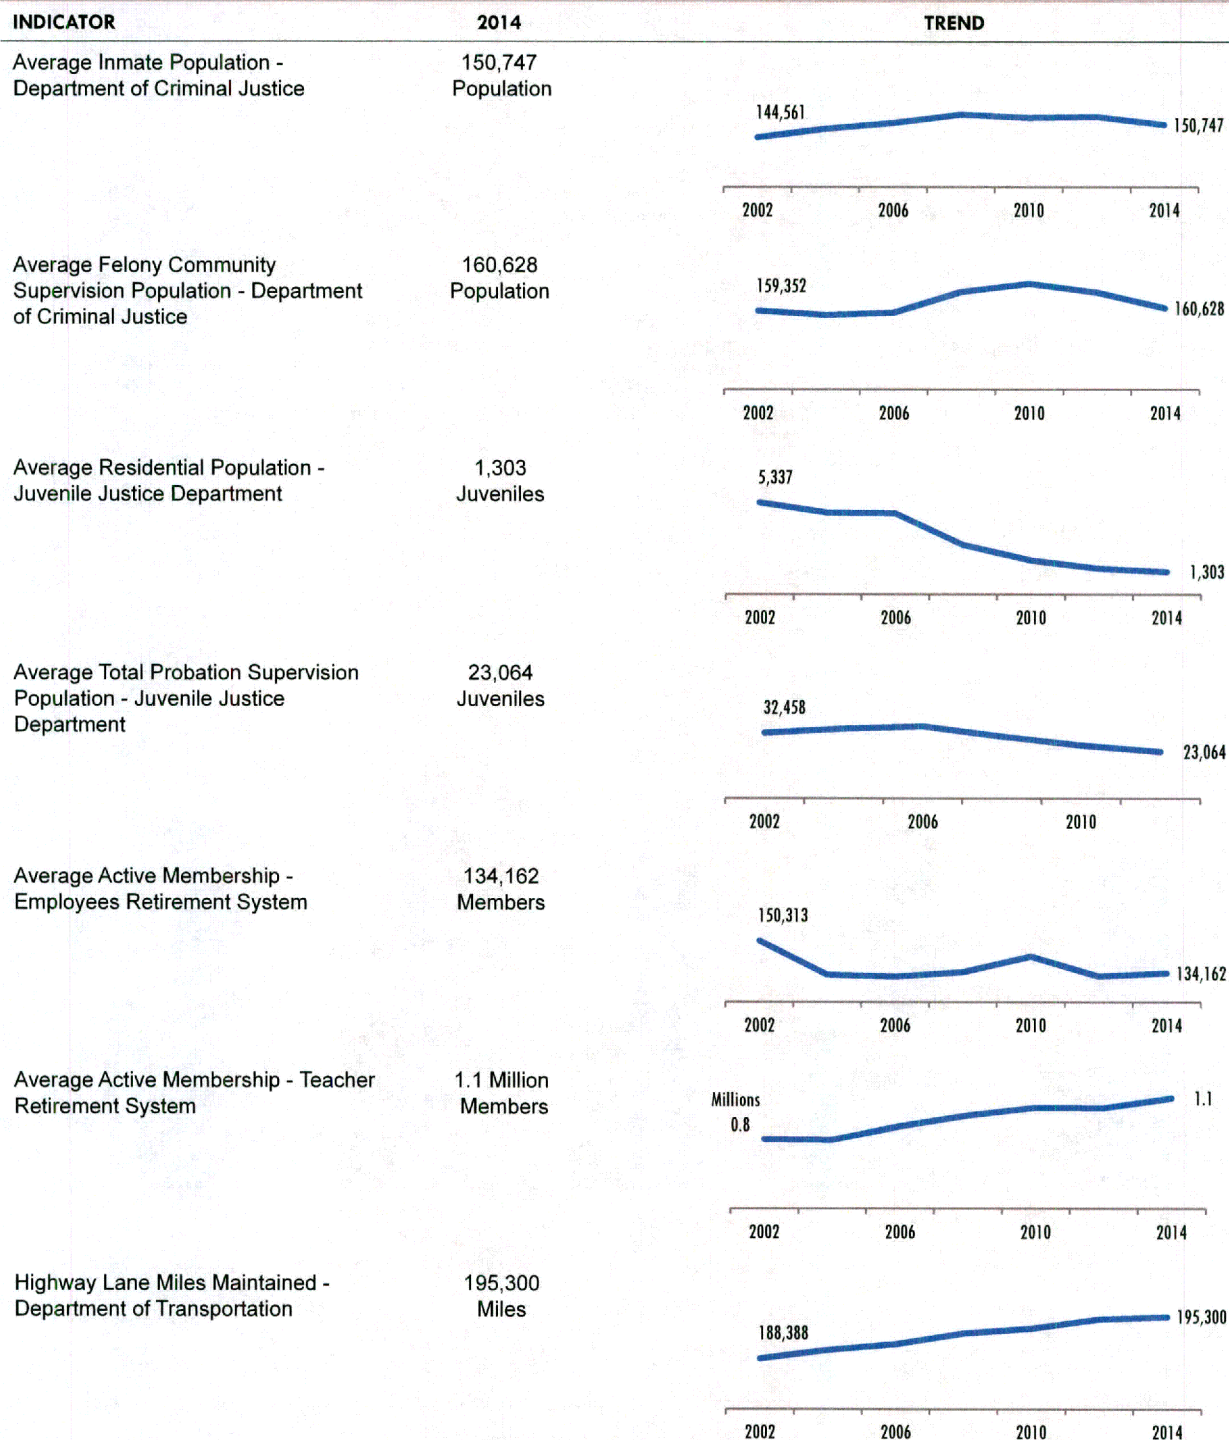 INDICATOR 2014 TREND
Average Inmate Population - 150,747
Department of Criminal Justice Population
144,561
150,747
2002 2006 2010 2014
Average Felony Community 160,628
Supervision Population - Department Population
of Criminal Justice
159,352
160,628
2002 2006 2010 2014
Average Residential Population - 1,303
Juvenile Justice Department Juveniles
5,337
1,303
2002 2006 2010 2014
Average Total Probation Supervision 23,064
Population - Juvenile Justice Juveniles
Department
32,458
23,064
2002 2006 2010
Average Active Membership - 134,162
Employees Retirement System Members
150,313
134,162
2002 2006 2010 2014
Average Active Membership - Teacher 1.1 Million
Retirement System Members
Millions
0.8
1.1
2002 2006 2010 2014
Highway Lane Miles Maintained - 195,300
Department of Transportation Miles
188,388
195,300
2002 2006 2010 2014